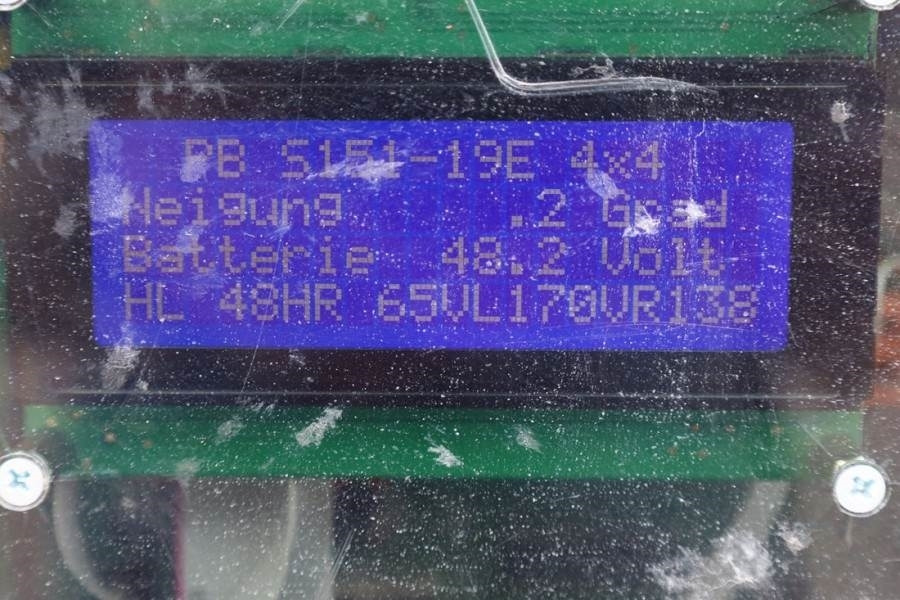 PB S151-19E 4x4
Neigung .2 Grad
Batterie 48.2 Volt
HL 48HR 65VL170VR138